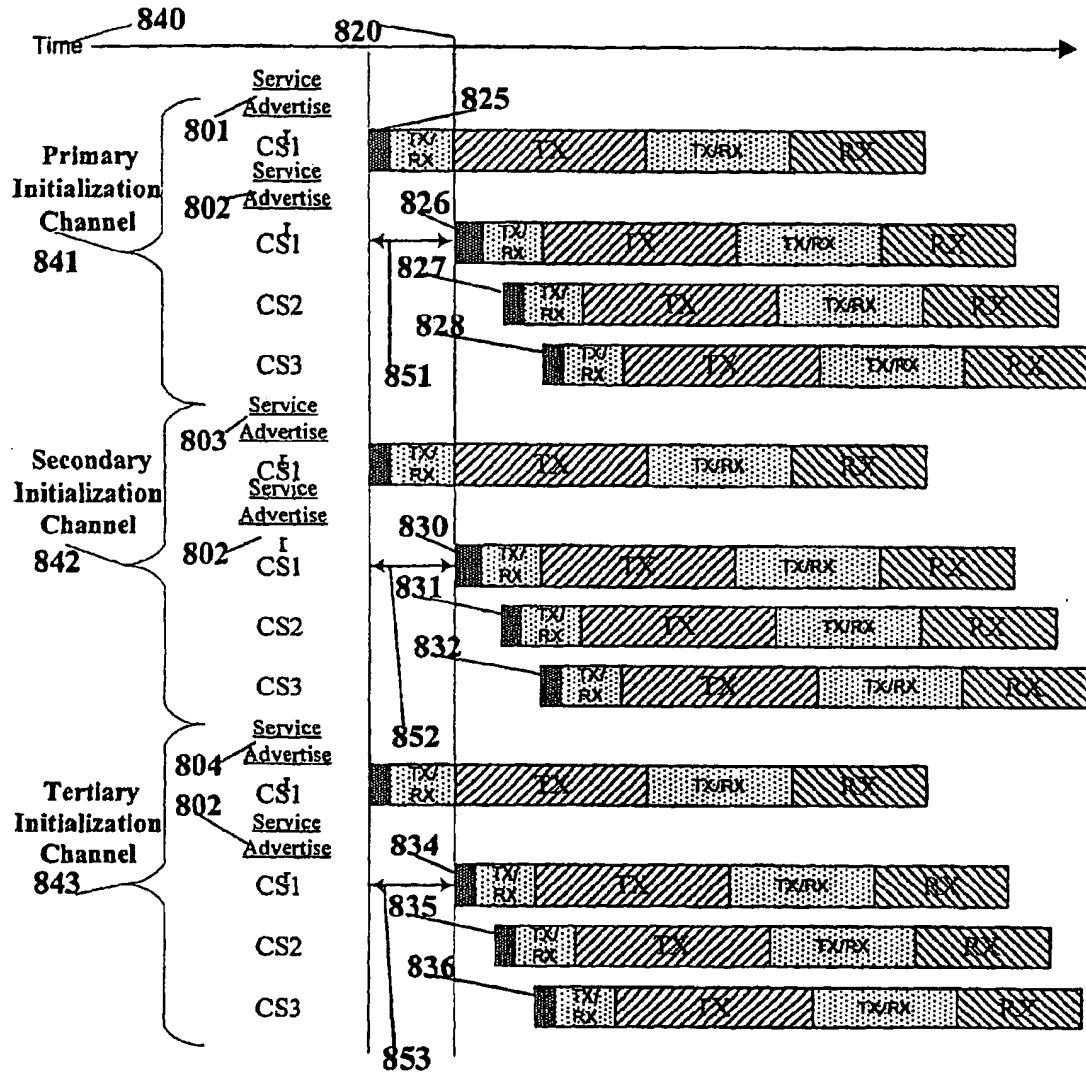 840
820
Time
Service
Advertise
825
801
CS1
TX/
RX
TX
TX/RX
RX
Primary
Initialization
Channel
841
Service
Advertise
802
826
CS1
TX/
RX
TX
TX/RX
RX
827
CS2
TX/
RX
TX
TX/RX
RX
828
CS3
TX/
RX
TX
TX/RX
RX
851
Service
Advertise
803
CS1
TX/
RX
TX
TX/RX
RX
Secondary
Initialization
Channel
842
Service
Advertise
802
I
830
CS1
TX/
RX
TX
TX/RX
RX
831
CS2
TX/
RX
TX
TX/RX
RX
832
CS3
TX/
RX
TX
TX/RX
RX
852
Service
Advertise
804
CS1
TX/
RX
TX
TX/RX
RX
Tertiary
Initialization
Channel
843
802
Service
Advertise
834
CS1
TX/
RX
TX
TX/RX
RX
835
CS2
TX/
RX
TX
TX/RX
RX
836
CS3
TX/
RX
TX
TX/RX
RX
853